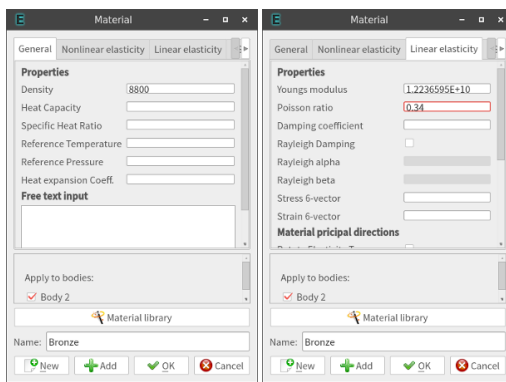 Material
General Nonlinear elasticity Linear elasticity
Properties
Density 8800
Heat Capacity
Specific Heat Ratio
Reference Temperature
Reference Pressure
Heat expansion Coeff.
Free text input
Apply to bodies:
Body 2
Material library
Name: Bronze
New Add OK Cancel
Material
General Nonlinear elasticity Linear elasticity
Properties
Youngs modulus 1.2236595E+10
Poisson ratio 0.34
Damping coefficient
Rayleigh Damping
Rayleigh alpha
Rayleigh beta
Stress 6-vector
Strain 6-vector
Material pricipal directions
Apply to bodies:
Body 2
Material library
Name: Bronze
New Add OK Cancel